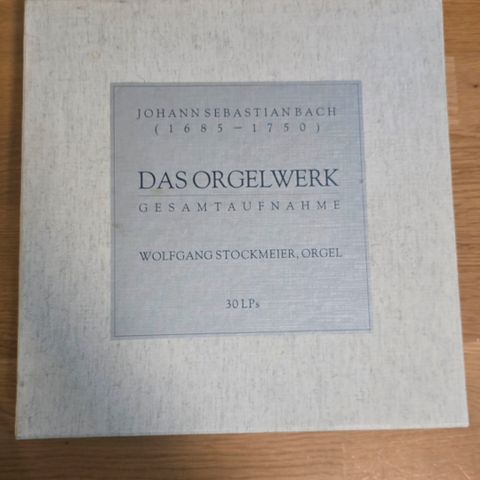 JOHANN SEBASTIAN BACH
(1685–1750)
DAS ORGELWERK
GESAMTAUFNAHME
WOLFGANG STOCKMEIER, ORGEL
30 LPs